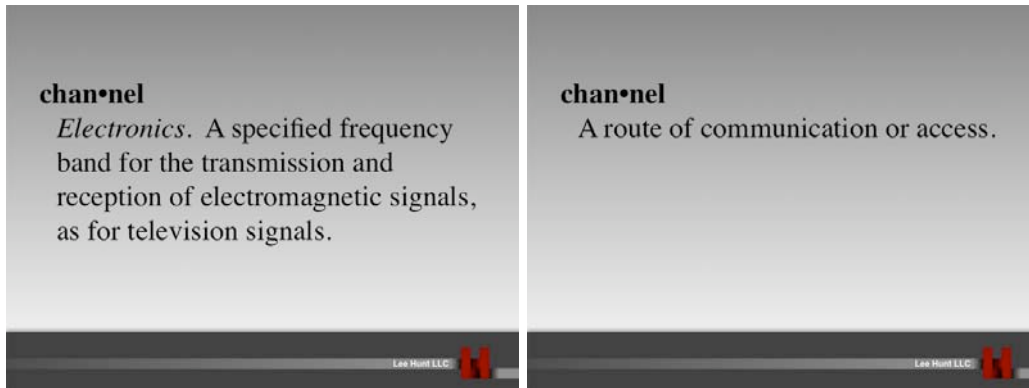 chan•nel
Electronics. A specified frequency
band for the transmission and
reception of electromagnetic signals,
as for television signals.
Lee Hunt LLC
chan•nel
A route of communication or access.
Lee Hunt LLC